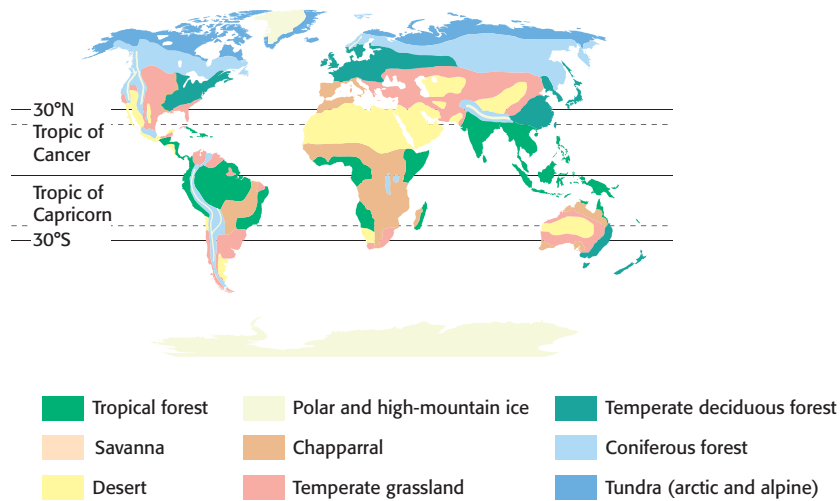 30°N
Tropic of
Cancer
Tropic of
Capricorn
30°S
Tropical forest
Polar and high-mountain ice
Temperate deciduous forest
Savanna
Chapparral
Coniferous forest
Desert
Temperate grassland
Tundra (arctic and alpine)